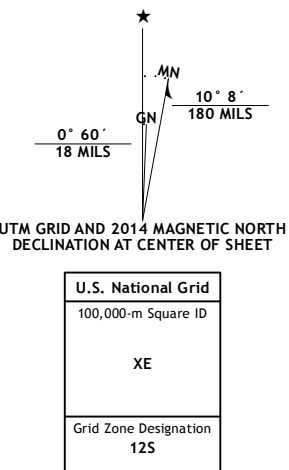 ★
MN
GN
10° 8´
180 MILS
0° 60´
18 MILS
UTM GRID AND 2014 MAGNETIC NORTH
DECLINATION AT CENTER OF SHEET
U.S. National Grid
100,000-m Square ID
XE
Grid Zone Designation
12S